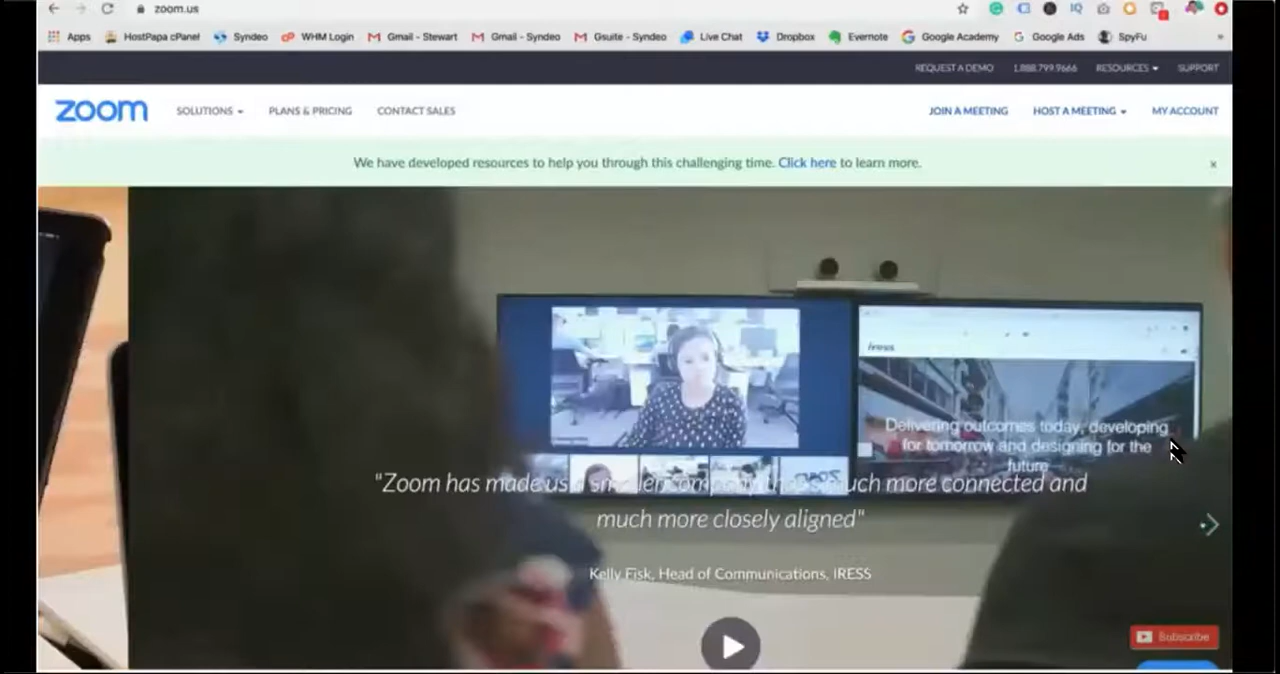 zoom.us
Apps HostPapa cPanel Syndeo WHM Login Gmail - Stewart Gmail - Syndeo Gsuite - Syndeo Live Chat Dropbox Evernote Google Academy Google Ads SpyFu »
REQUEST A DEMO 1.888.799.9666 RESOURCES SUPPORT
zoom SOLUTIONS PLANS & PRICING CONTACT SALES JOIN A MEETING HOST A MEETING MY ACCOUNT
We have developed resources to help you through this challenging time. Click here to learn more. ×
iress
Delivering outcomes today, developing
for tomorrow and designing for the
future
"Zoom has made us a much more connected and
much more closely aligned"
Kelly Fisk, Head of Communications, IRESS
Subscribe